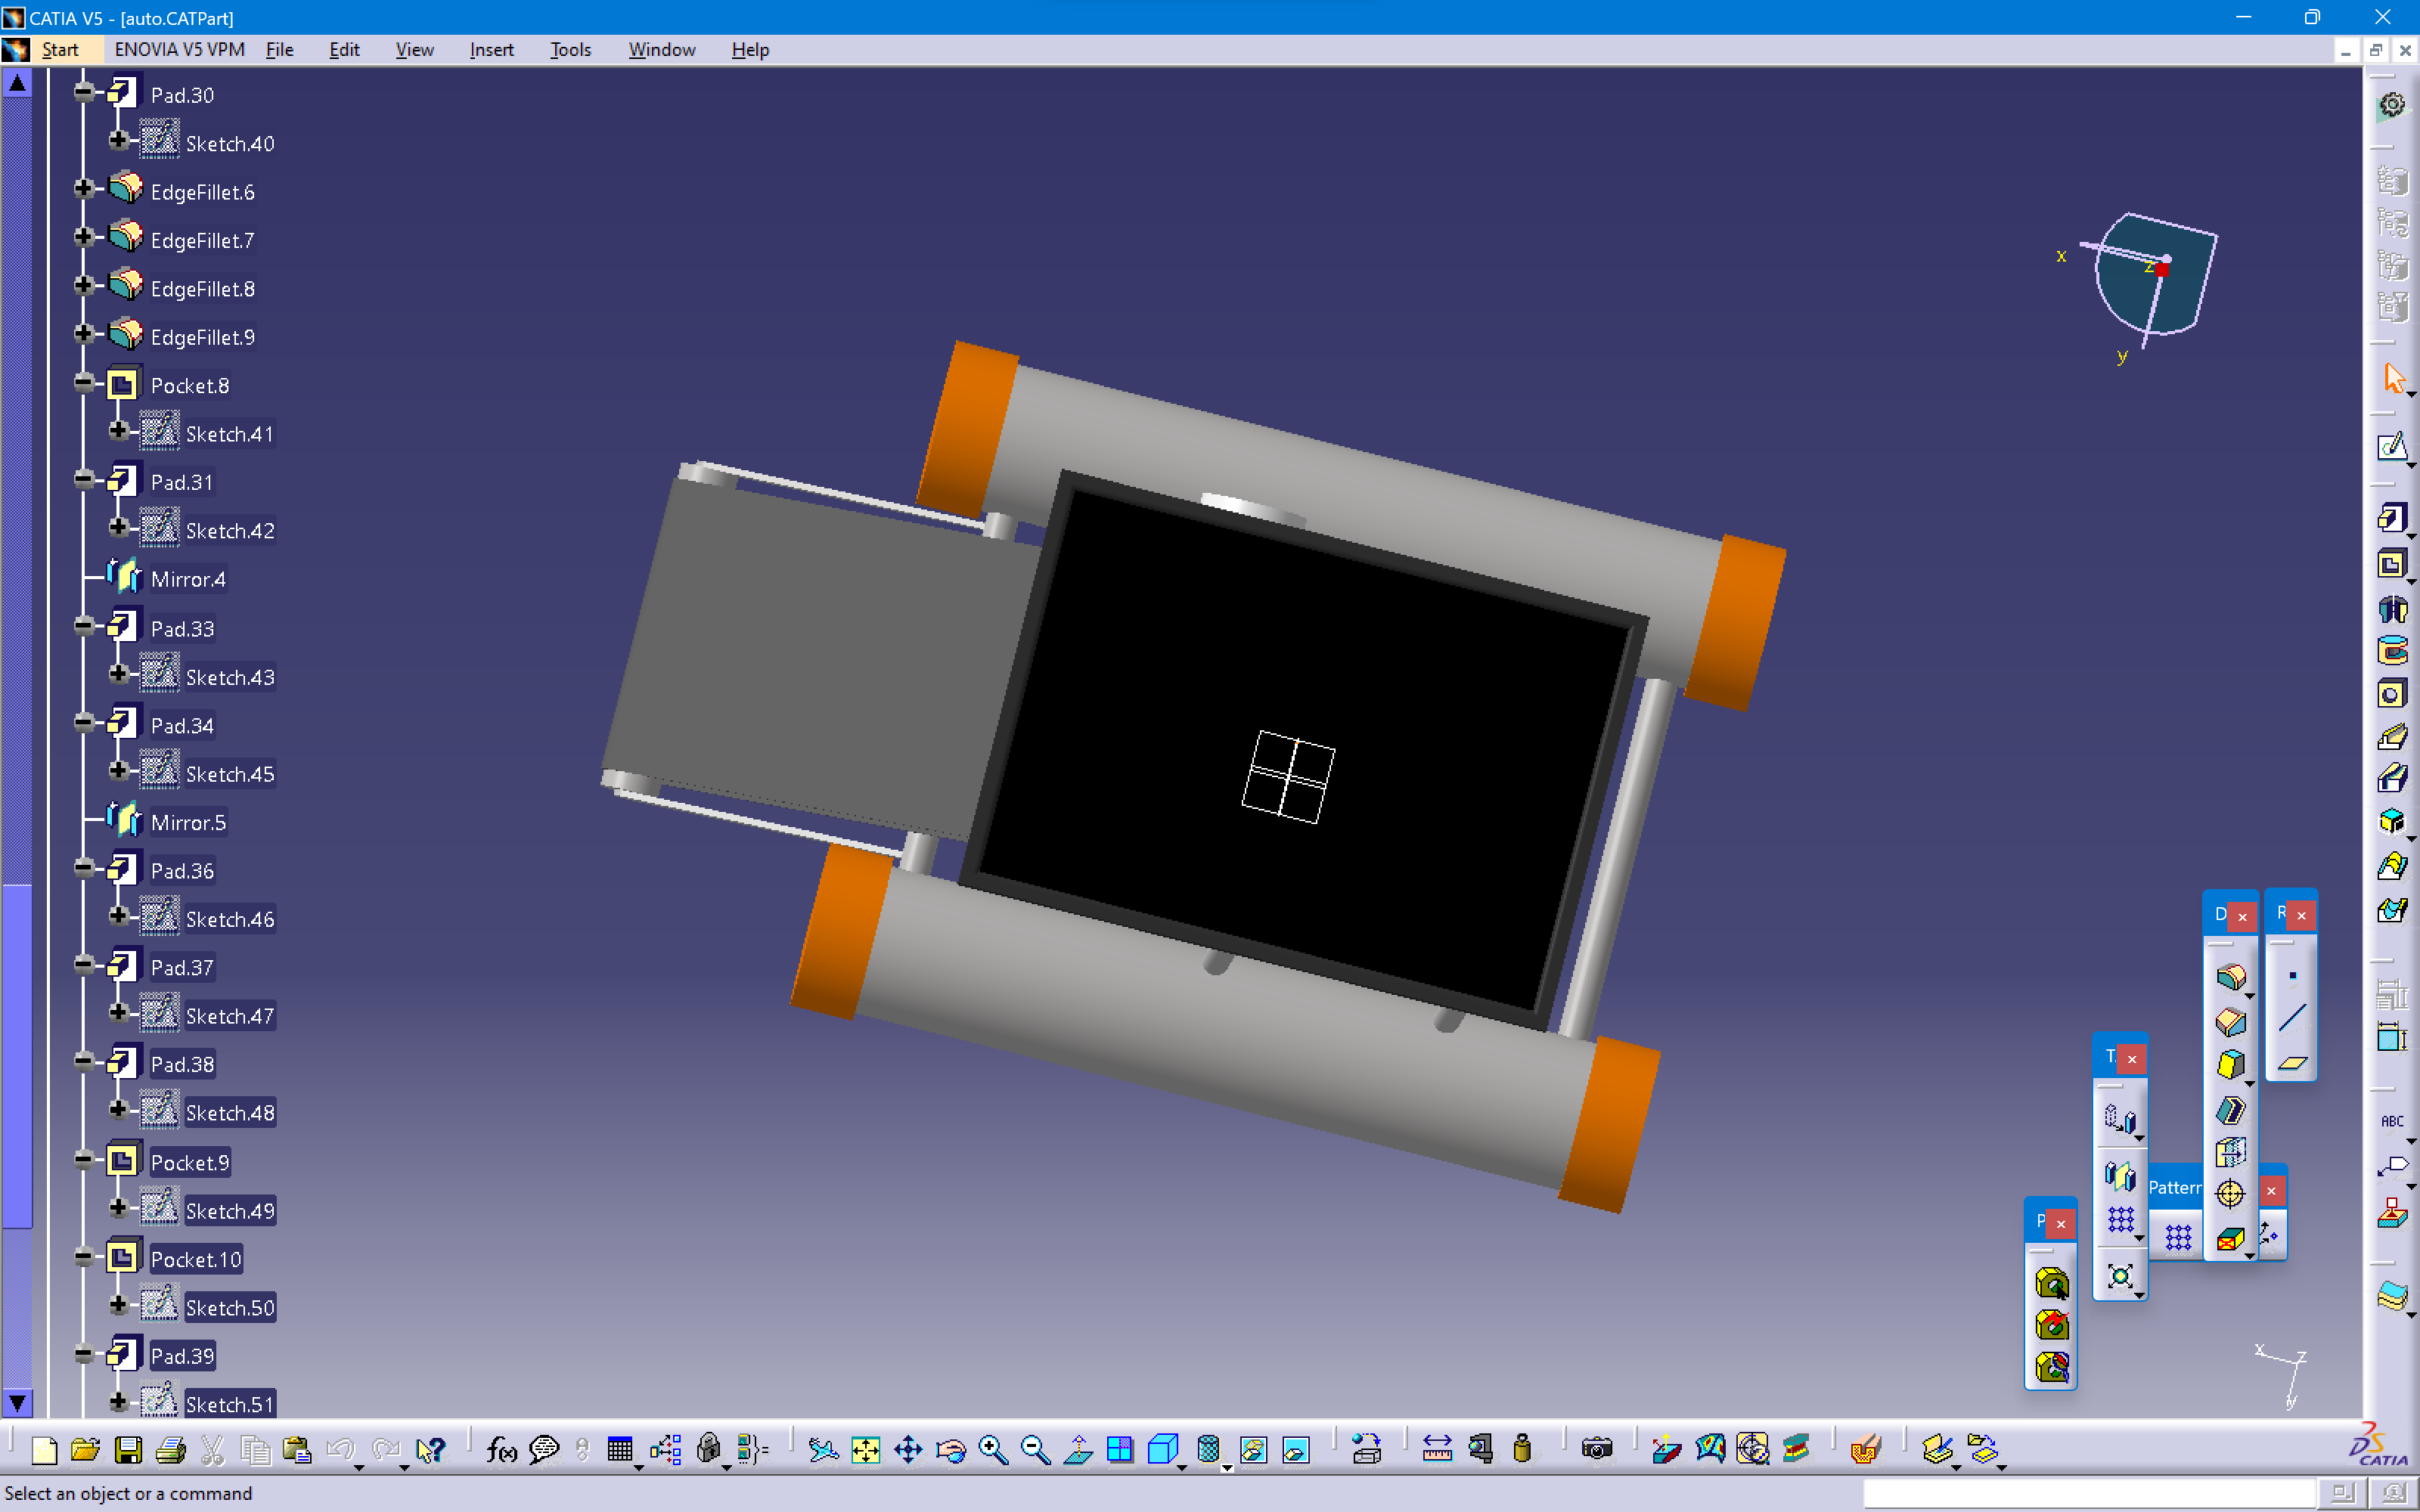 CATIA V5 - [auto.CATPart]
Start ENOVIA V5 VPM File Edit View Insert Tools Window Help
Pad.30
Sketch.40
EdgeFillet.6
EdgeFillet.7
EdgeFillet.8
EdgeFillet.9
Pocket.8
Sketch.41
Pad.31
Sketch.42
Mirror.4
Pad.33
Sketch.43
Pad.34
Sketch.45
Mirror.5
Pad.36
Sketch.46
Pad.37
Sketch.47
Pad.38
Sketch.48
Pocket.9
Sketch.49
Pocket.10
Sketch.50
Pad.39
Sketch.51
x
z
y
D
R
T
Pattern
P
ABC
x
z
y
f(x)
CATIA
Select an object or a command